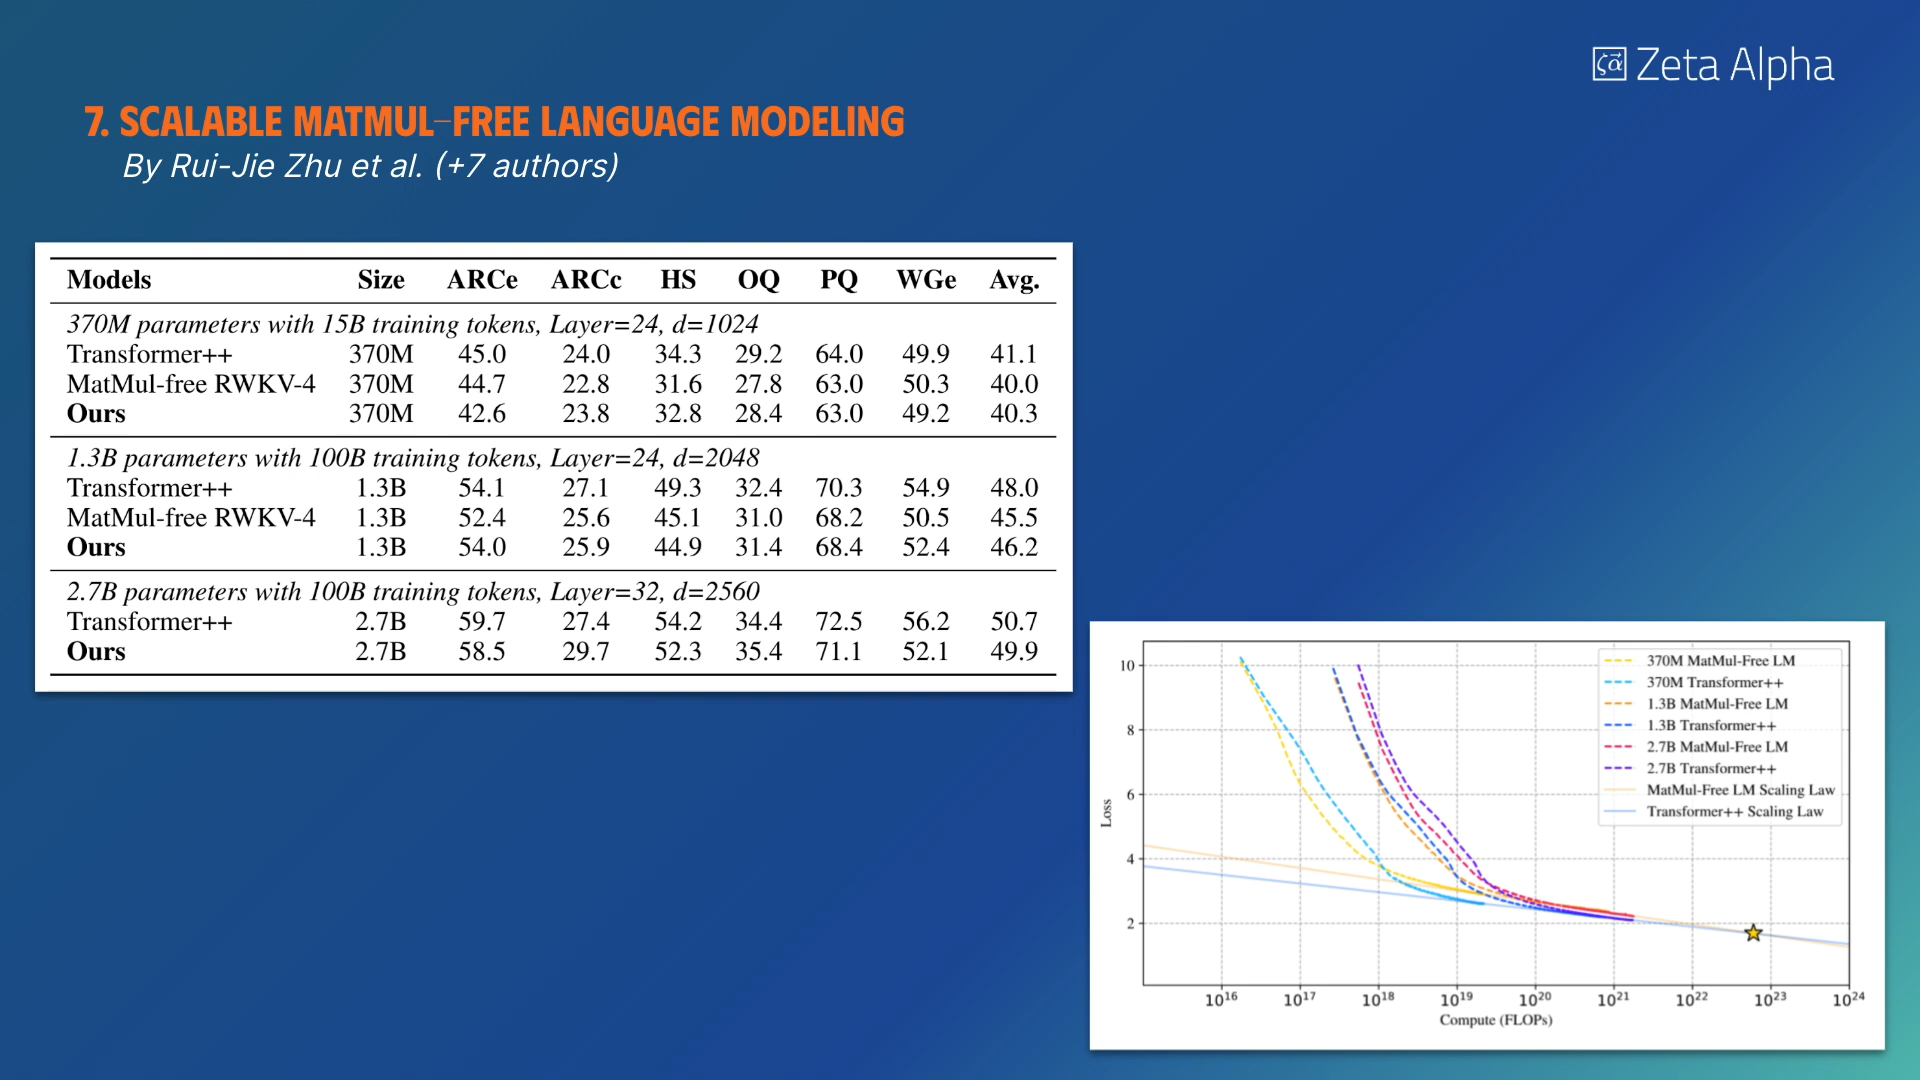 ζα Zeta Alpha
7. SCALABLE MATMUL-FREE LANGUAGE MODELING
By Rui-Jie Zhu et al. (+7 authors)
Models Size ARCe ARCc HS OQ PQ WGe Avg.
370M parameters with 15B training tokens, Layer=24, d=1024
Transformer++ 370M 45.0 24.0 34.3 29.2 64.0 49.9 41.1
MatMul-free RWKV-4 370M 44.7 22.8 31.6 27.8 63.0 50.3 40.0
Ours 370M 42.6 23.8 32.8 28.4 63.0 49.2 40.3
1.3B parameters with 100B training tokens, Layer=24, d=2048
Transformer++ 1.3B 54.1 27.1 49.3 32.4 70.3 54.9 48.0
MatMul-free RWKV-4 1.3B 52.4 25.6 45.1 31.0 68.2 50.5 45.5
Ours 1.3B 54.0 25.9 44.9 31.4 68.4 52.4 46.2
2.7B parameters with 100B training tokens, Layer=32, d=2560
Transformer++ 2.7B 59.7 27.4 54.2 34.4 72.5 56.2 50.7
Ours 2.7B 58.5 29.7 52.3 35.4 71.1 52.1 49.9
370M MatMul-Free LM
370M Transformer++
1.3B MatMul-Free LM
1.3B Transformer++
2.7B MatMul-Free LM
2.7B Transformer++
MatMul-Free LM Scaling Law
Transformer++ Scaling Law
10
8
6
4
2
Loss
10¹⁶ 10¹⁷ 10¹⁸ 10¹⁹ 10²⁰ 10²¹ 10²² 10²³ 10²⁴
Compute (FLOPs)